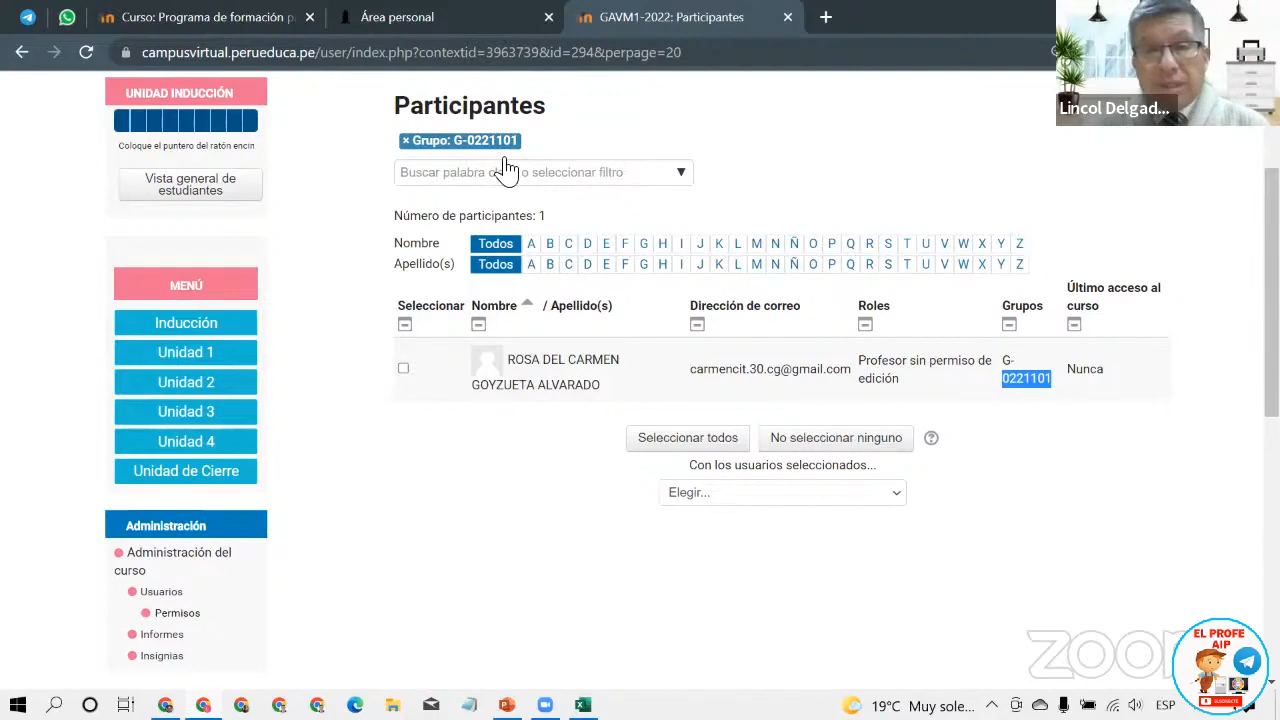 Curso: Programa de formación p
Área personal
GAVM1-2022: Participantes
campusvirtual.perueduca.pe/user/index.php?contextid=3963739&id=294&perpage=20
Lincol Delgad...
UNIDAD INDUCCIÓN
Coloque el puntero del ratón encin
Vista general de
estudiantes
MENÚ
Inducción
Unidad 1
Unidad 2
Unidad 3
Unidad 4
Unidad de Cierre
Administración
Administración del
curso
Usuarios
Permisos
Informes
Insignias
Participantes
× Grupo: G-0221101
Buscar palabra o seleccionar filtro
Número de participantes: 1
Nombre Todos A B C D E F G H I J K L M N Ñ O P Q R S T U V W X Y Z
Apellido(s) Todos A B C D E F G H I J K L M N Ñ O P Q R S T U V W X Y Z
Seleccionar Nombre / Apellido(s) Dirección de correo Roles Grupos Último acceso al
curso
ROSA DEL CARMEN
GOYZUETA ALVARADO
carmencit.30.cg@gmail.com
Profesor sin permiso de
edición
G-
0221101
Nunca
Seleccionar todos
No seleccionar ninguno
Con los usuarios seleccionados...
Elegir...
zoom
EL PROFE
AIP
SUSCRÍBETE
19°C Muy sole
ESP